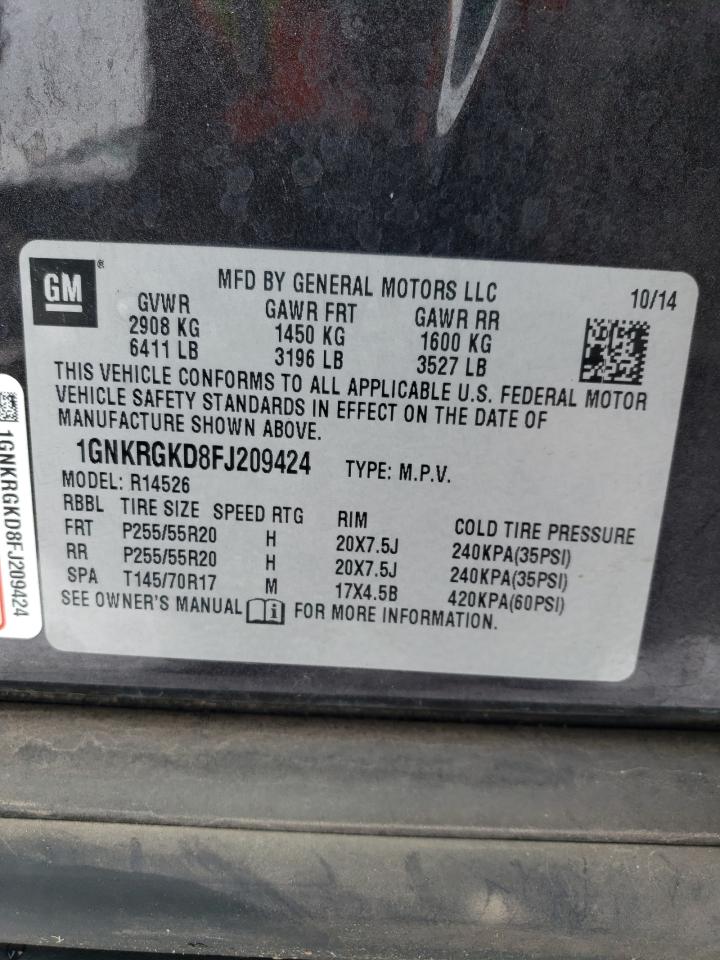 GM
®
MFD BY GENERAL MOTORS LLC 10/14
GVWR GAWR FRT GAWR RR
2908 KG 1450 KG 1600 KG
6411 LB 3196 LB 3527 LB
THIS VEHICLE CONFORMS TO ALL APPLICABLE U.S. FEDERAL MOTOR
VEHICLE SAFETY STANDARDS IN EFFECT ON THE DATE OF
MANUFACTURE SHOWN ABOVE.
1GNKRGKD8FJ209424 TYPE: M.P.V.
MODEL: R14526
RBBL TIRE SIZE SPEED RTG RIM COLD TIRE PRESSURE
FRT P255/55R20 H 20X7.5J 240KPA(35PSI)
RR P255/55R20 H 20X7.5J 240KPA(35PSI)
SPA T145/70R17 M 17X4.5B 420KPA(60PSI)
SEE OWNER'S MANUAL i FOR MORE INFORMATION.
1GNKRGKD8FJ209424